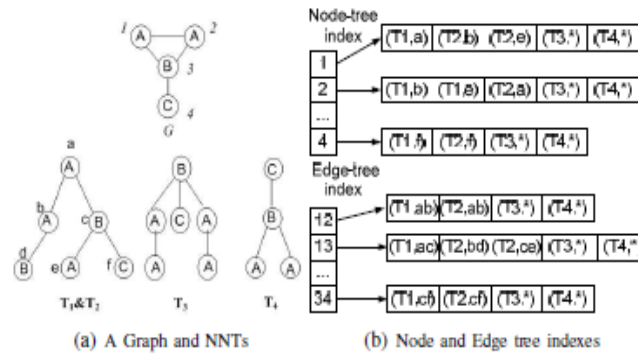 1 A A 2
B 3
C 4
G
a
A
b A c B
d B e A f C
T₁&T₂
B
A C A
A A
T₃
C
B
A A
T₄
(a) A Graph and NNTs
Node-tree
index
1 (T1,a) (T2,b) (T2,e) (T3,*) (T4,*)
2 (T1,b) (T1,e) (T2,a) (T3,*) (T4,*)
...
4 (T1,f) (T2,f) (T3,*) (T4,*)
Edge-tree
index
12 (T1,ab) (T2,ab) (T3,*) (T4,*)
13 (T1,ac) (T2,bd) (T2,ce) (T3,*) (T4,*
...
34 (T1,cf) (T2,cf) (T3,*) (T4,*)
(b) Node and Edge tree indexes